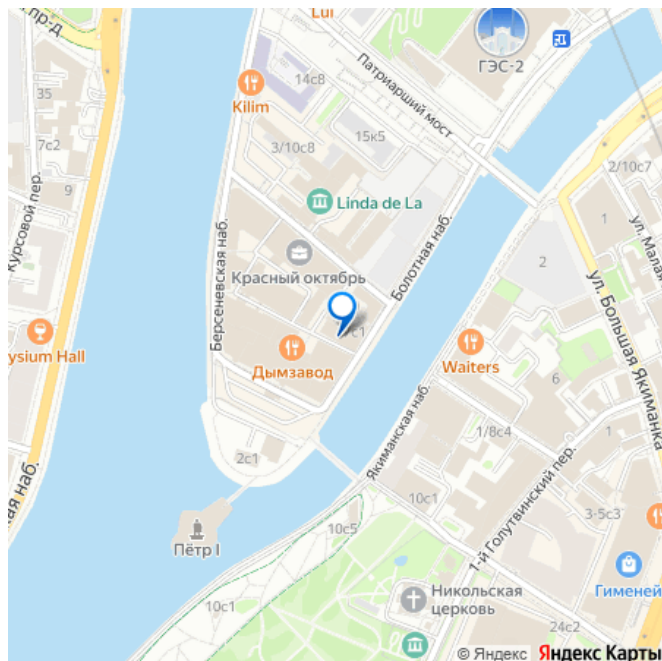 пр-д
Lui
14с8
Kilim
ГЭС-2
35
7с2
9
Курсовой пер.
Патриарший мост
3/10с8
15к5
2/10с7
Linda de La
1
ул. Малая
Берсеневская наб.
Красный октябрь
Болотная наб.
2
ул. Большая Якиманка
с1
ysium Hall
Дымзавод
Waiters
6
1/8с4
1
Якиманская наб.
2с1
кая наб.
10с1
1-й Голутвинский пер.
3-5с3
10с5
Пётр I
Гименей
Никольская
церковь
10с1
24с2
© Яндекс Яндекс Карты